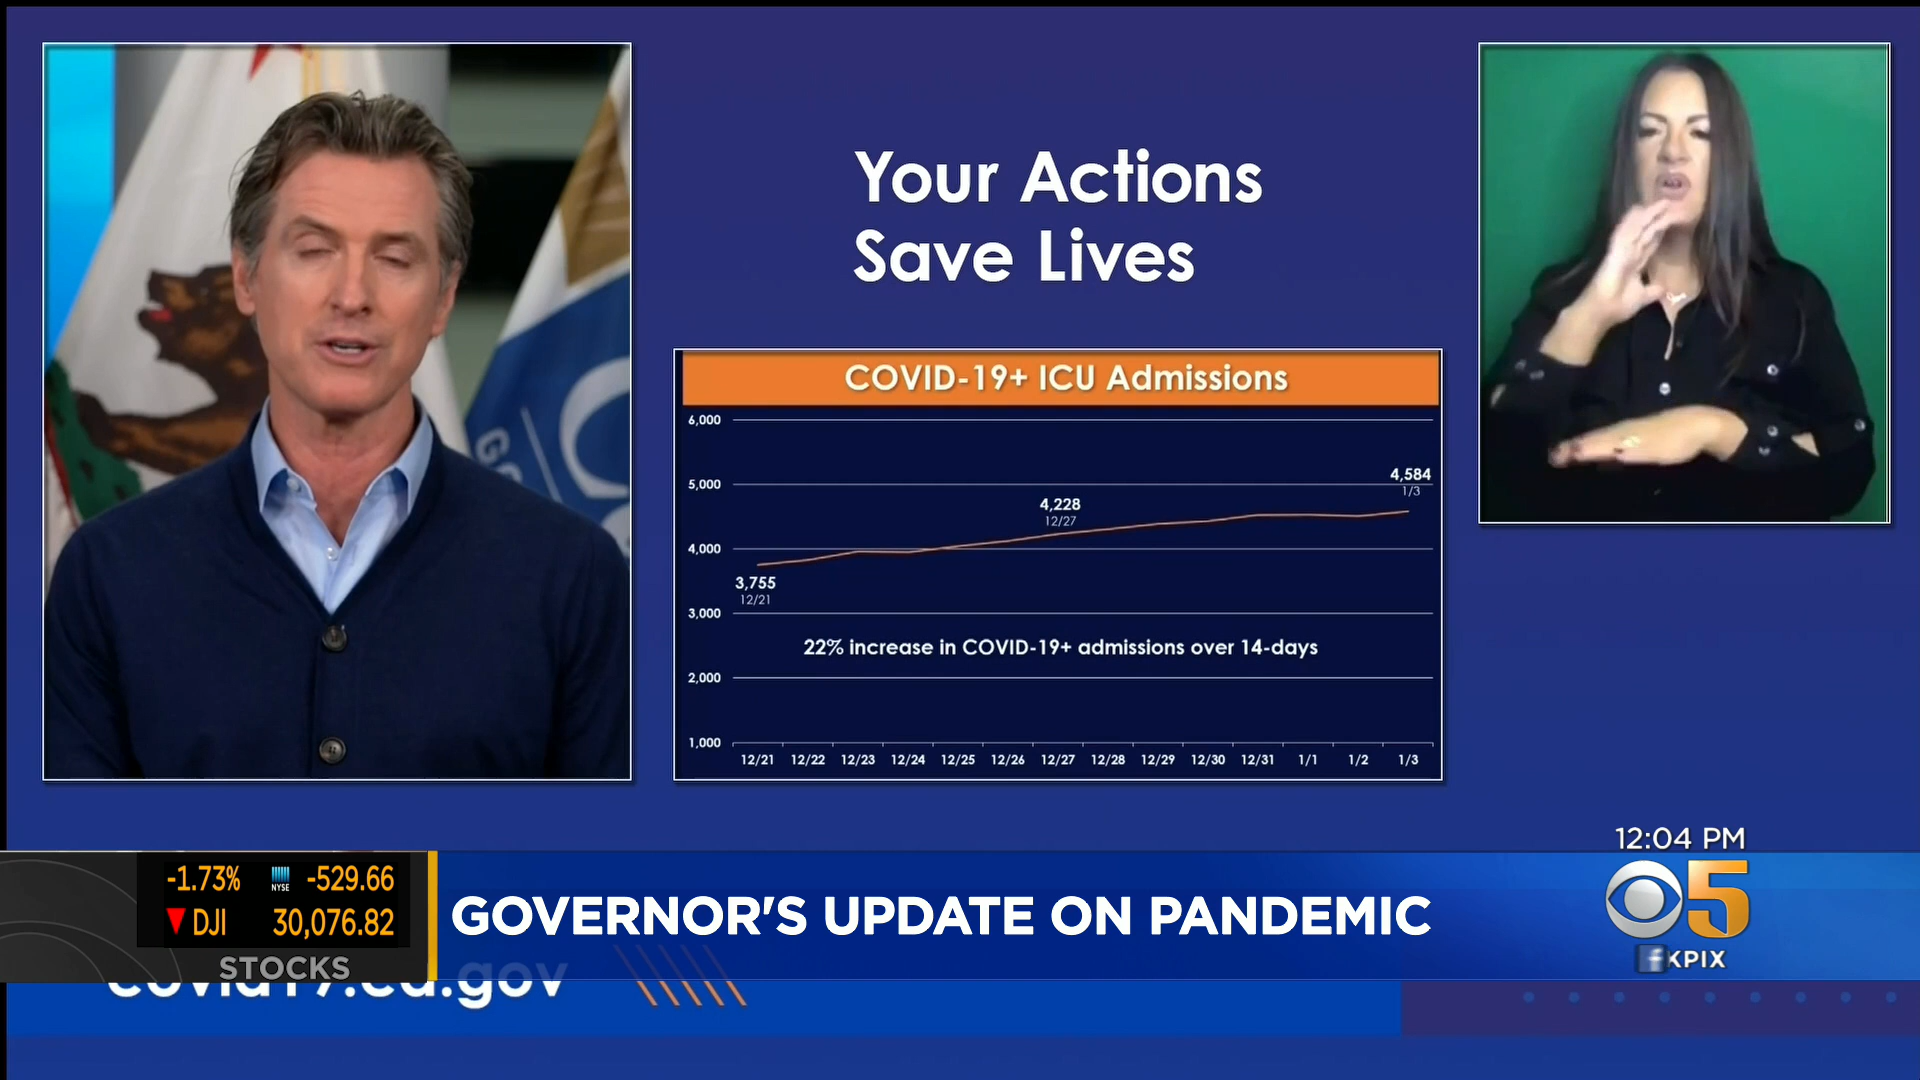 Your Actions
Save Lives
COVID-19+ ICU Admissions
6,000
5,000
4,000
3,000
2,000
1,000
3,755
12/21
4,228
12/27
4,584
1/3
22% increase in COVID-19+ admissions over 14-days
12/21 12/22 12/23 12/24 12/25 12/26 12/27 12/28 12/29 12/30 12/31 1/1 1/2 1/3
12:04 PM
-1.73% NYSE -529.66
DJI 30,076.82
STOCKS
GOVERNOR'S UPDATE ON PANDEMIC
5
f KPIX
covid19.ca.gov